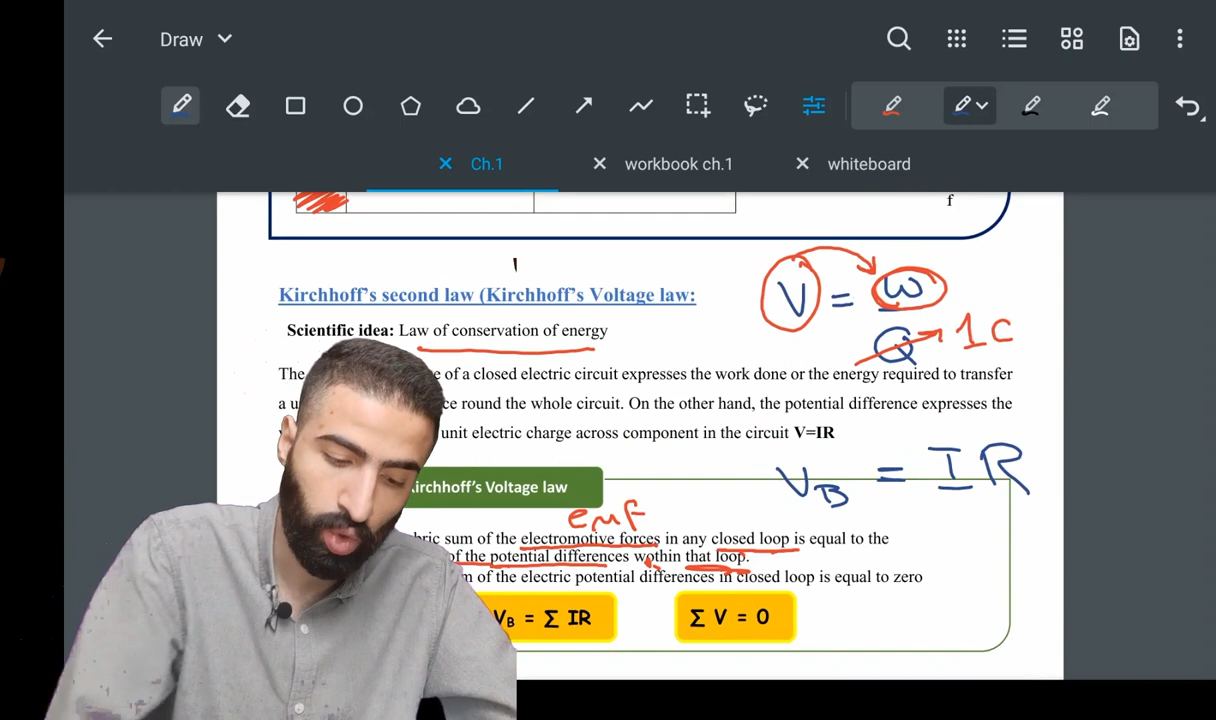 Draw
Ch.1
workbook ch.1
whiteboard
f
Kirchhoff's second law (Kirchhoff's Voltage law:
V = W
Q → 1 C
Scientific idea: Law of conservation of energy
The e of a closed electric circuit expresses the work done or the energy required to transfer
a u ce round the whole circuit. On the other hand, the potential difference expresses the
unit electric charge across component in the circuit V=IR
VB = IR
irchhoff's Voltage law
emf
bric sum of the electromotive forces in any closed loop is equal to the
of the potential differences within that loop.
m of the electric potential differences in closed loop is equal to zero
VB = Σ IR
Σ V = 0